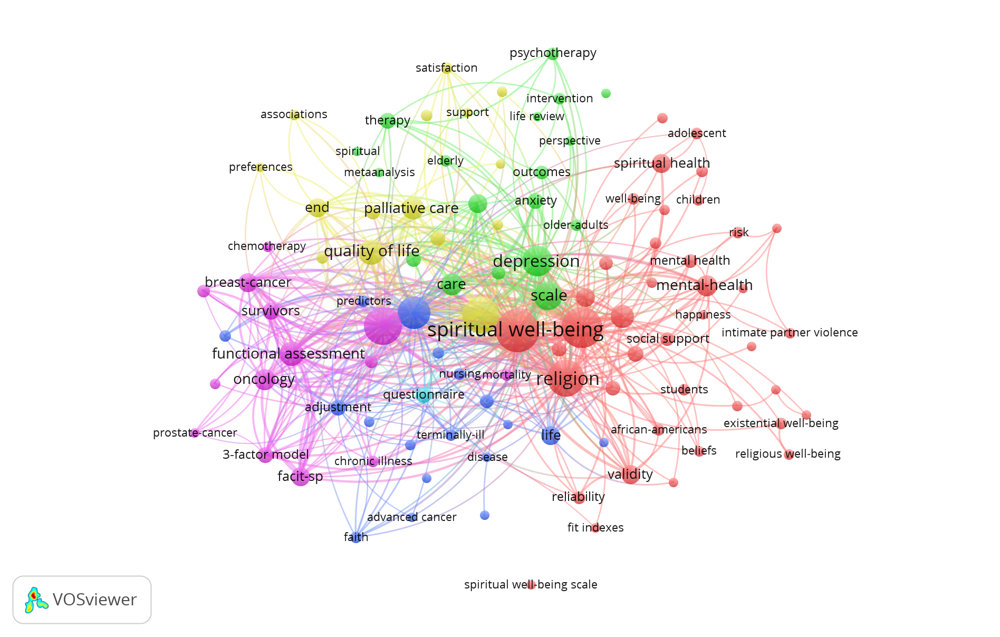 psychotherapy
satisfaction
intervention
associations
support
life review
therapy
adolescent
perspective
spiritual
elderly
spiritual health
preferences
metaanalysis
outcomes
well-being
children
anxiety
end
palliative care
older-adults
risk
chemotherapy
quality of life
depression
mental health
breast-cancer
care
mental-health
scale
predictors
survivors
happiness
spiritual well-being
intimate partner violence
social support
functional assessment
nursing
mortality
oncology
religion
students
questionnaire
adjustment
existential well-being
prostate-cancer
terminally-ill
life
african-americans
3-factor model
chronic illness
disease
beliefs
religious well-being
facit-sp
validity
reliability
advanced cancer
fit indexes
faith
spiritual well-being scale
VOSviewer